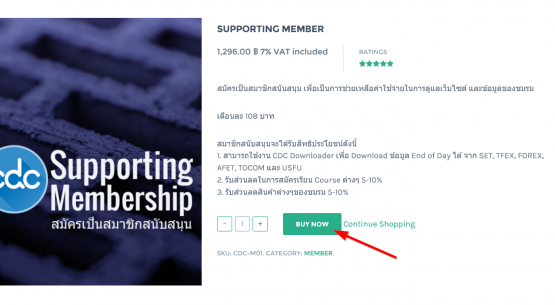 SUPPORTING MEMBER
1,296.00 ฿ 7% VAT included
RATINGS
สมัครเป็นสมาชิกสนับสนุน เพื่อเป็นการช่วยเหลือค่าใช้จ่ายในการดูแลเว็บไซต์ และข้อมูลของชมรม
เดือนละ 108 บาท
สมาชิกสนับสนุนจะได้รับสิทธิประโยชน์ดังนี้
1. สามารถใช้งาน CDC Downloader เพื่อ Download ข้อมูล End of Day ได้ จาก SET, TFEX, FOREX,
AFET, TOCOM และ USFU
2. รับส่วนลดในการสมัครเรียน Course ต่างๆ 5-10%
3. รับส่วนลดสินค้าต่างๆของชมรม 5-10%
- 1 + BUY NOW Continue Shopping
SKU: CDC-M01. CATEGORY: MEMBER.
cdc
Supporting
Membership
สมัครเป็นสมาชิกสนับสนุน